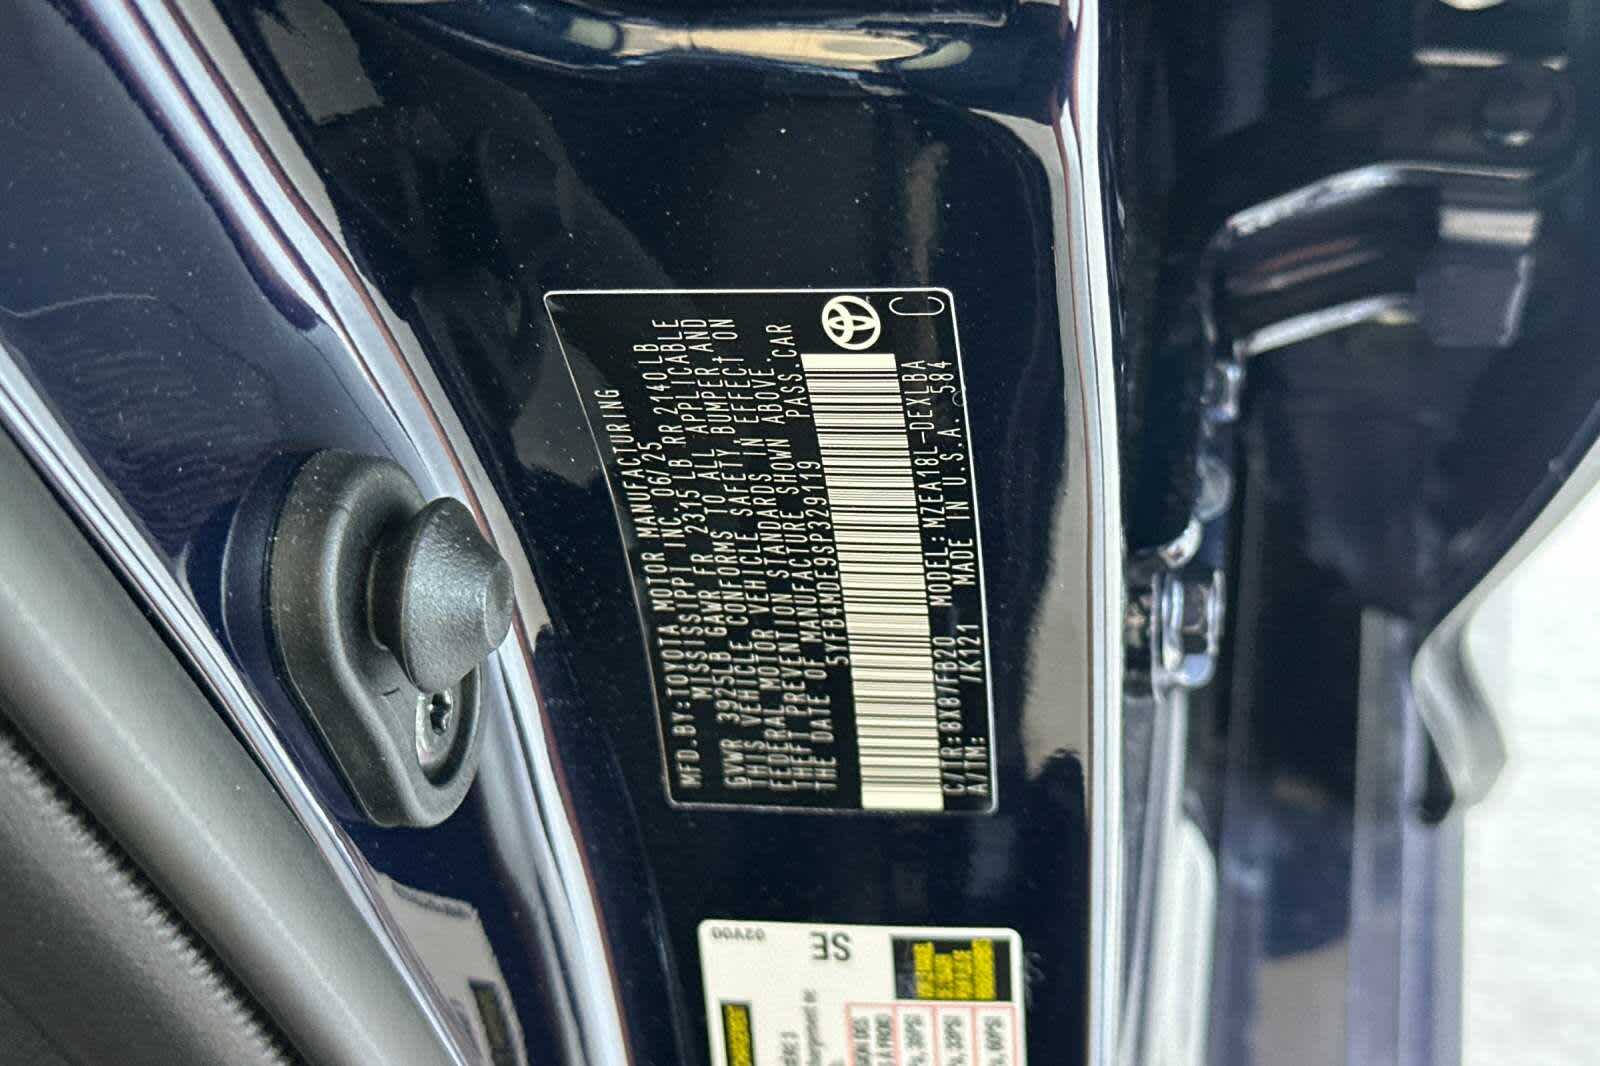 MFD.BY:TOYOTA MOTOR MANUFACTURING
MISSISSIPPI INC. 06/25
GVWR 3925LB GAWR FR 2315LB RR 2140LB
THIS VEHICLE CONFORMS TO ALL APPLICABLE
FEDERAL MOTOR VEHICLE SAFETY, BUMPER AND
THEFT PREVENTION STANDARDS IN EFFECT ON
THE DATE OF MANUFACTURE SHOWN ABOVE.
5YFB4MDE9SP329119 PASS.CAR
C/TR:8X8/FB20 MODEL:MZEA18L-DEXLBA
A/TM: /K121 MADE IN U.S.A. 584
C
SE
02V00